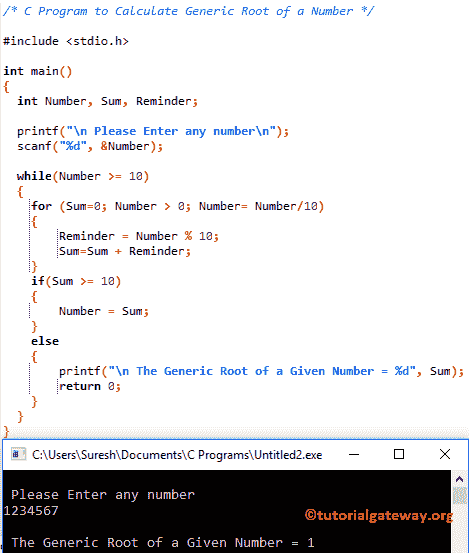 /* C Program to Calculate Generic Root of a Number */
#include <stdio.h>
int main()
{
int Number, Sum, Reminder;
printf("\n Please Enter any number\n");
scanf("%d", &Number);
while(Number >= 10)
{
for (Sum=0; Number > 0; Number= Number/10)
{
Reminder = Number % 10;
Sum=Sum + Reminder;
}
if(Sum >= 10)
{
Number = Sum;
}
else
{
printf("\n The Generic Root of a Given Number = %d", Sum);
return 0;
}
}
}
C:\Users\Suresh\Documents\C Programs\Untitled2.exe
Please Enter any number
1234567
©tutorialgateway.org
The Generic Root of a Given Number = 1